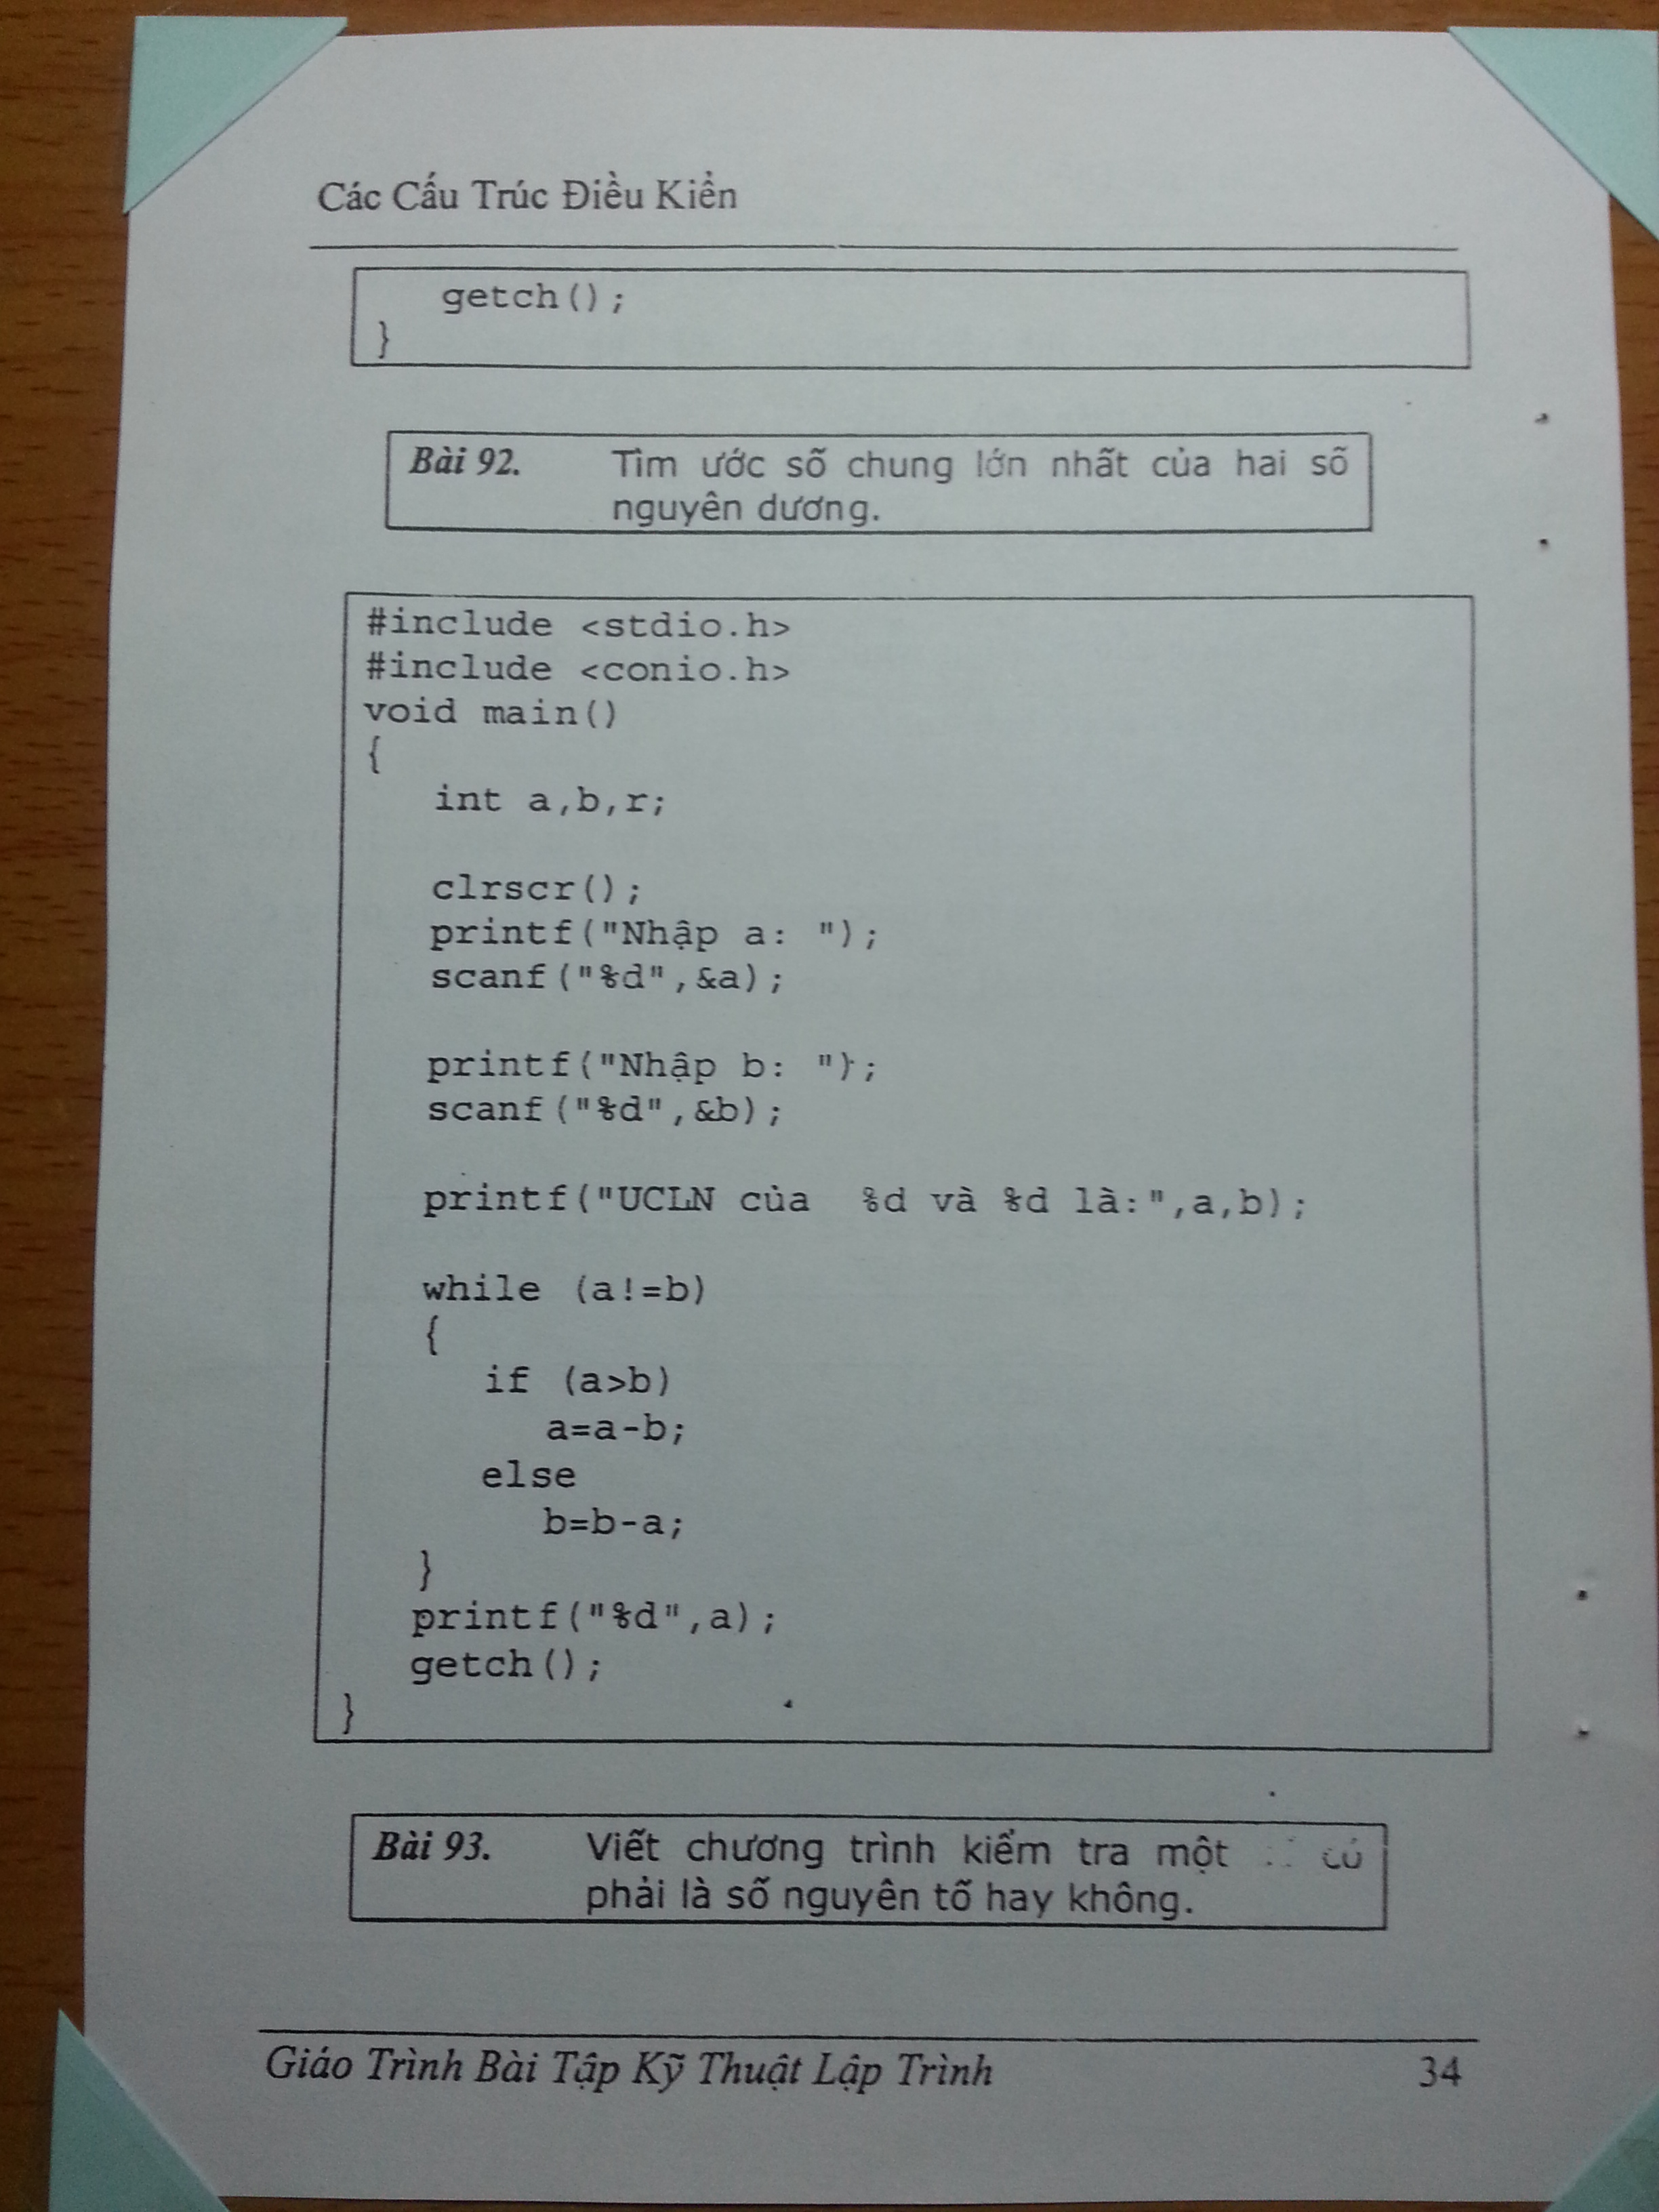 Các Cấu Trúc Điều Kiển
getch();
}
Bài 92. Tìm ước số chung lớn nhất của hai số
nguyên dương.
#include <stdio.h>
#include <conio.h>
void main()
{
int a,b,r;
clrscr();
printf("Nhập a: ");
scanf("%d",&a);
printf("Nhập b: ");
scanf("%d",&b);
printf("UCLN của  %d và %d là:",a,b);
while (a!=b)
{
if (a>b)
a=a-b;
else
b=b-a;
}
printf("%d",a);
getch();
}
Bài 93. Viết chương trình kiểm tra một có
phải là số nguyên tố hay không.
Giáo Trình Bài Tập Kỹ Thuật Lập Trình 34